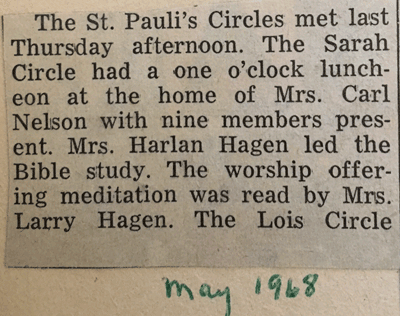 The St. Pauli's Circles met last
Thursday afternoon. The Sarah
Circle had a one o'clock lunch-
eon at the home of Mrs. Carl
Nelson with nine members pres-
ent. Mrs. Harlan Hagen led the
Bible study. The worship offer-
ing meditation was read by Mrs.
Larry Hagen. The Lois Circle
May 1968